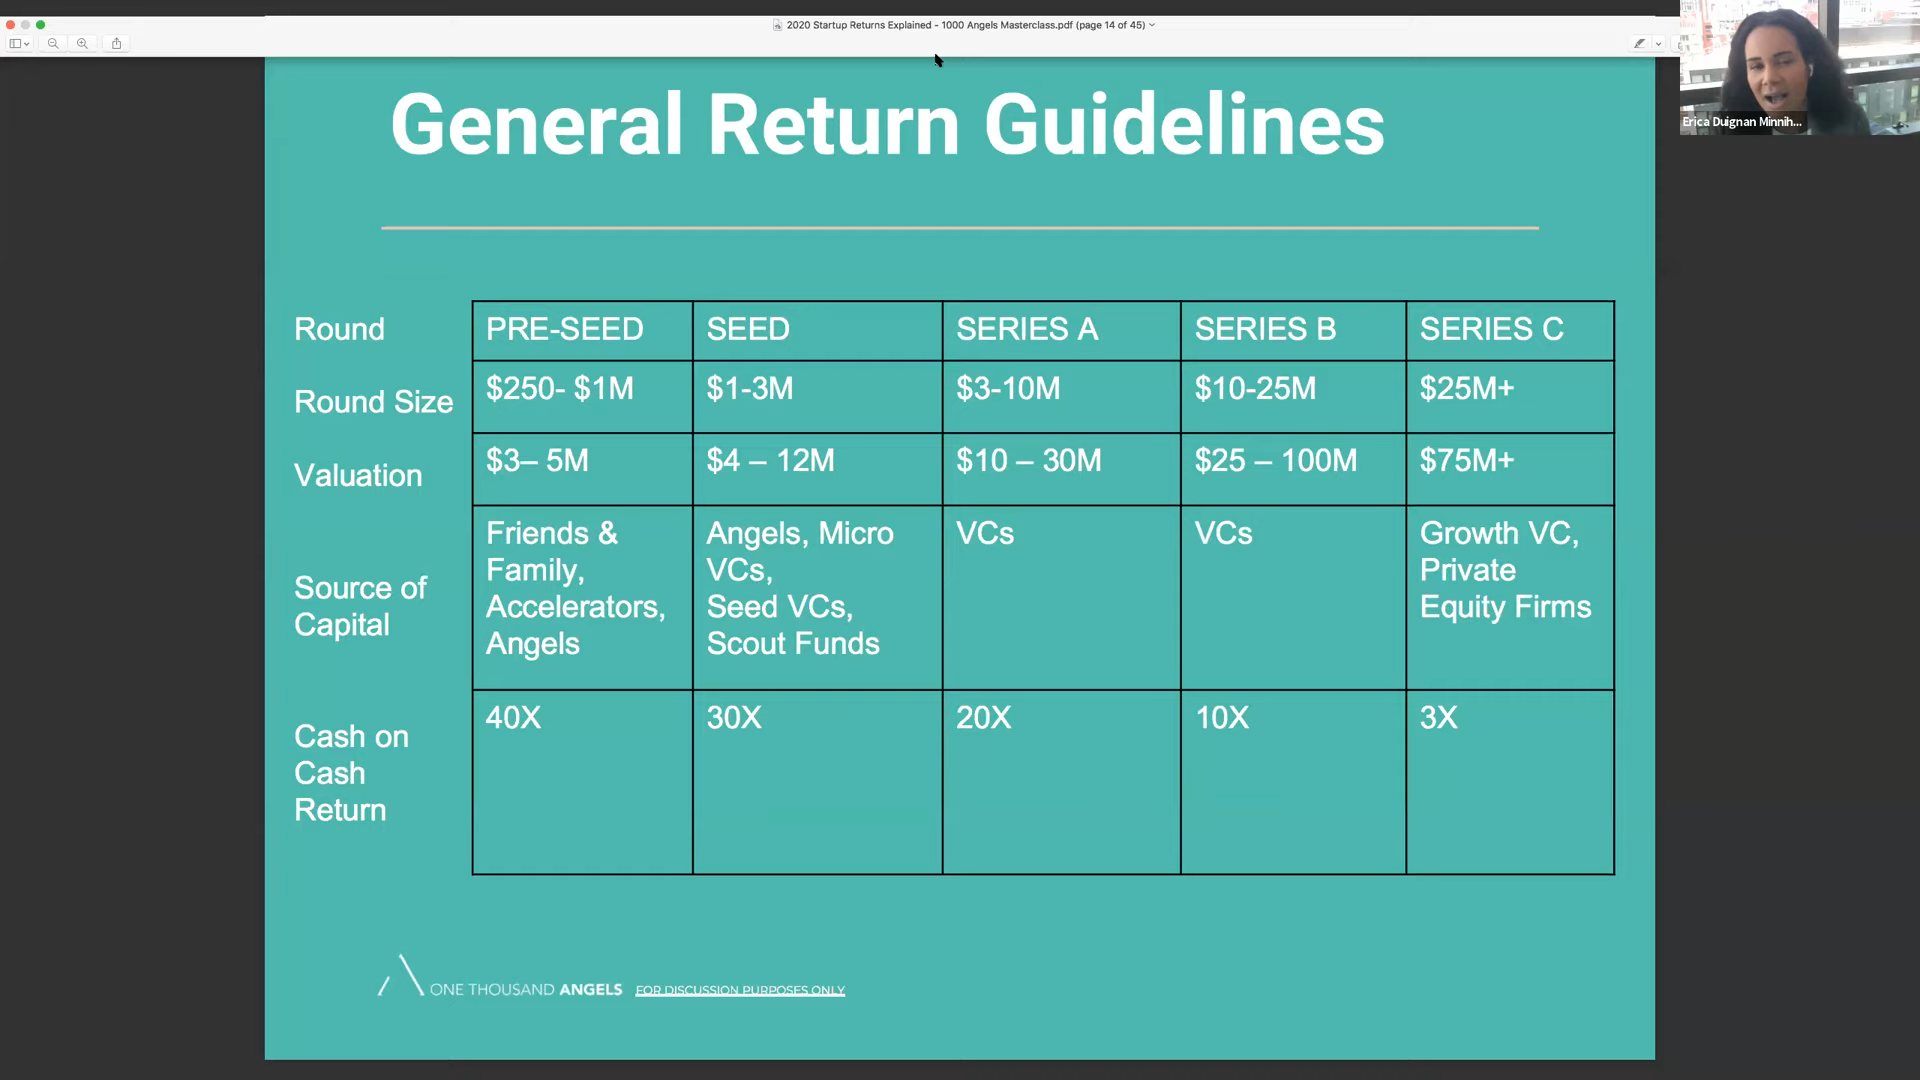 2020 Startup Returns Explained - 1000 Angels Masterclass.pdf (page 14 of 45)
Erica Duignan Minnih...
General Return Guidelines
Round
PRE-SEED
SEED
SERIES A
SERIES B
SERIES C
Round Size
$250- $1M
$1-3M
$3-10M
$10-25M
$25M+
Valuation
$3– 5M
$4 – 12M
$10 – 30M
$25 – 100M
$75M+
Source of
Capital
Friends &
Family,
Accelerators,
Angels
Angels, Micro
VCs,
Seed VCs,
Scout Funds
VCs
VCs
Growth VC,
Private
Equity Firms
Cash on
Cash
Return
40X
30X
20X
10X
3X
ONE THOUSAND ANGELS FOR DISCUSSION PURPOSES ONLY